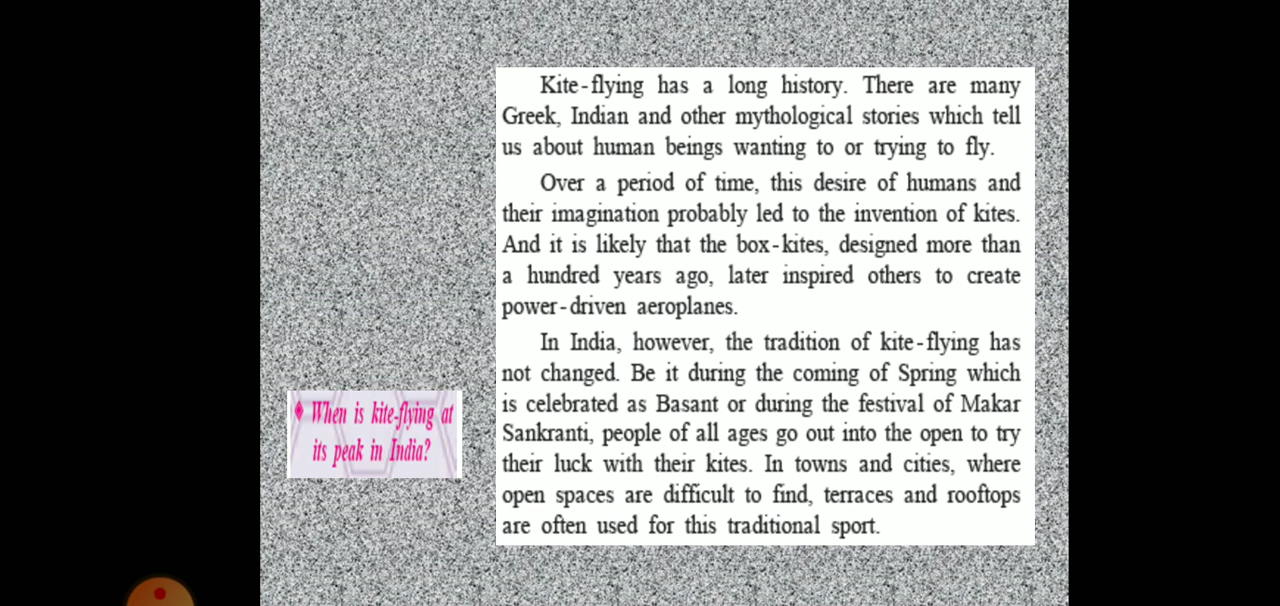 Kite-flying has a long history. There are many
Greek, Indian and other mythological stories which tell
us about human beings wanting to or trying to fly.
Over a period of time, this desire of humans and
their imagination probably led to the invention of kites.
And it is likely that the box-kites, designed more than
a hundred years ago, later inspired others to create
power-driven aeroplanes.
In India, however, the tradition of kite-flying has
not changed. Be it during the coming of Spring which
is celebrated as Basant or during the festival of Makar
Sankranti, people of all ages go out into the open to try
their luck with their kites. In towns and cities, where
open spaces are difficult to find, terraces and rooftops
are often used for this traditional sport.
♦ When is kite-flying at
its peak in India?